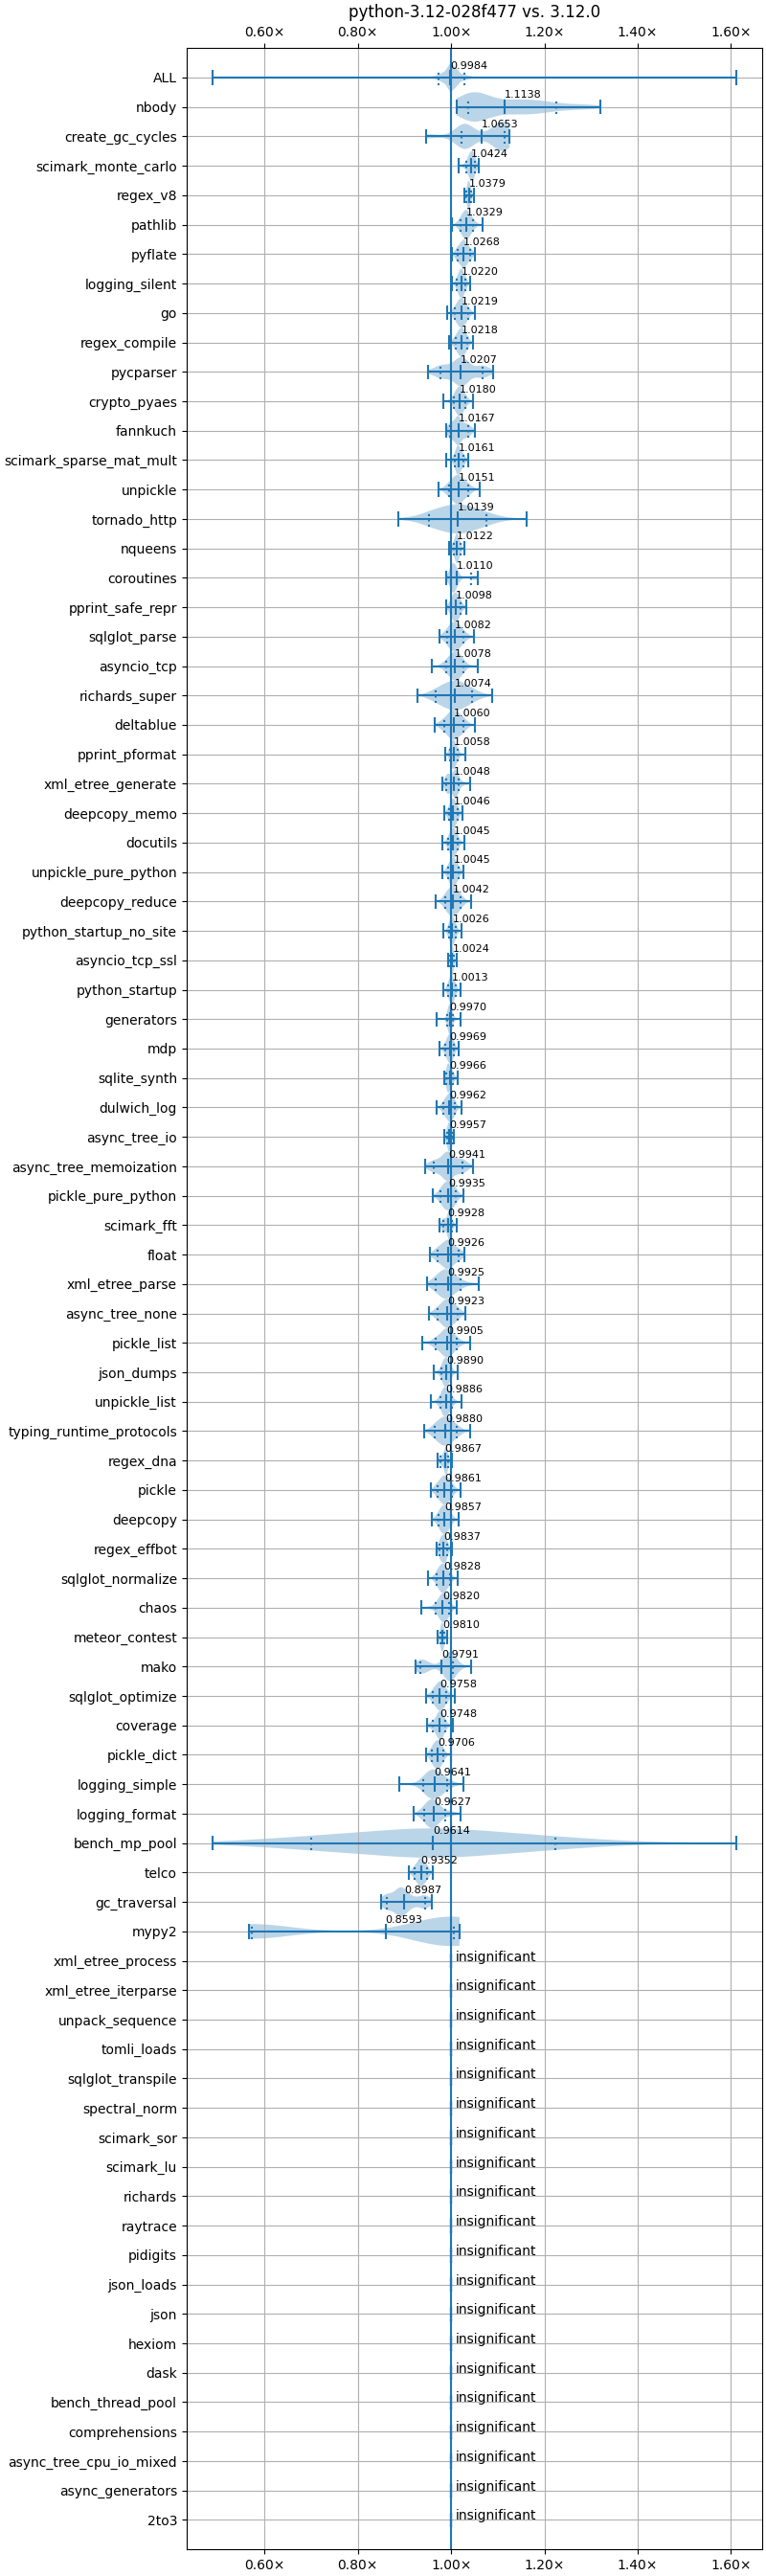 python-3.12-028f477 vs. 3.12.0
0.60× 0.80× 1.00× 1.20× 1.40× 1.60×
ALL 0.9984
nbody 1.1138
create_gc_cycles 1.0653
scimark_monte_carlo 1.0424
regex_v8 1.0379
pathlib 1.0329
pyflate 1.0268
logging_silent 1.0220
go 1.0219
regex_compile 1.0218
pycparser 1.0207
crypto_pyaes 1.0180
fannkuch 1.0167
scimark_sparse_mat_mult 1.0161
unpickle 1.0151
tornado_http 1.0139
nqueens 1.0122
coroutines 1.0110
pprint_safe_repr 1.0098
sqlglot_parse 1.0082
asyncio_tcp 1.0078
richards_super 1.0074
deltablue 1.0060
pprint_pformat 1.0058
xml_etree_generate 1.0048
deepcopy_memo 1.0046
docutils 1.0045
unpickle_pure_python 1.0045
deepcopy_reduce 1.0042
python_startup_no_site 1.0026
asyncio_tcp_ssl 1.0024
python_startup 1.0013
generators 0.9970
mdp 0.9969
sqlite_synth 0.9966
dulwich_log 0.9962
async_tree_io 0.9957
async_tree_memoization 0.9941
pickle_pure_python 0.9935
scimark_fft 0.9928
float 0.9926
xml_etree_parse 0.9925
async_tree_none 0.9923
pickle_list 0.9905
json_dumps 0.9890
unpickle_list 0.9886
typing_runtime_protocols 0.9880
regex_dna 0.9867
pickle 0.9861
deepcopy 0.9857
regex_effbot 0.9837
sqlglot_normalize 0.9828
chaos 0.9820
meteor_contest 0.9810
mako 0.9791
sqlglot_optimize 0.9758
coverage 0.9748
pickle_dict 0.9706
logging_simple 0.9641
logging_format 0.9627
bench_mp_pool 0.9614
telco 0.9352
gc_traversal 0.8987
mypy2 0.8593
xml_etree_process insignificant
xml_etree_iterparse insignificant
unpack_sequence insignificant
tomli_loads insignificant
sqlglot_transpile insignificant
spectral_norm insignificant
scimark_sor insignificant
scimark_lu insignificant
richards insignificant
raytrace insignificant
pidigits insignificant
json_loads insignificant
json insignificant
hexiom insignificant
dask insignificant
bench_thread_pool insignificant
comprehensions insignificant
async_tree_cpu_io_mixed insignificant
async_generators insignificant
2to3 insignificant
0.60× 0.80× 1.00× 1.20× 1.40× 1.60×